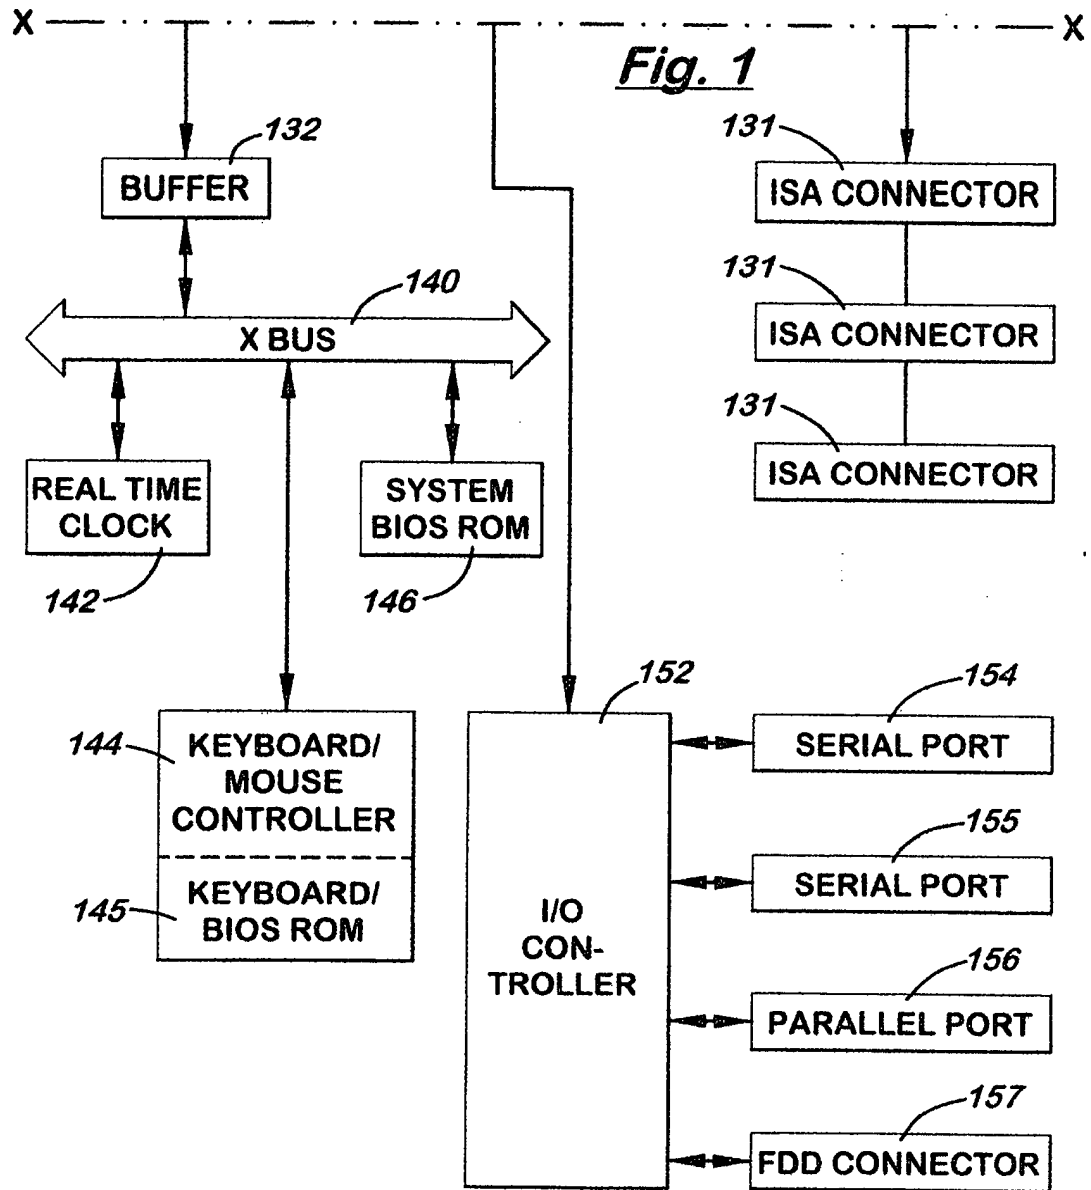 X X
Fig. 1
132
BUFFER
131
ISA CONNECTOR
131
ISA CONNECTOR
131
ISA CONNECTOR
140
X BUS
REAL TIME
CLOCK
142
SYSTEM
BIOS ROM
146
144
KEYBOARD/
MOUSE
CONTROLLER
145
KEYBOARD/
BIOS ROM
152
I/O
CON-
TROLLER
154
SERIAL PORT
155
SERIAL PORT
156
PARALLEL PORT
157
FDD CONNECTOR